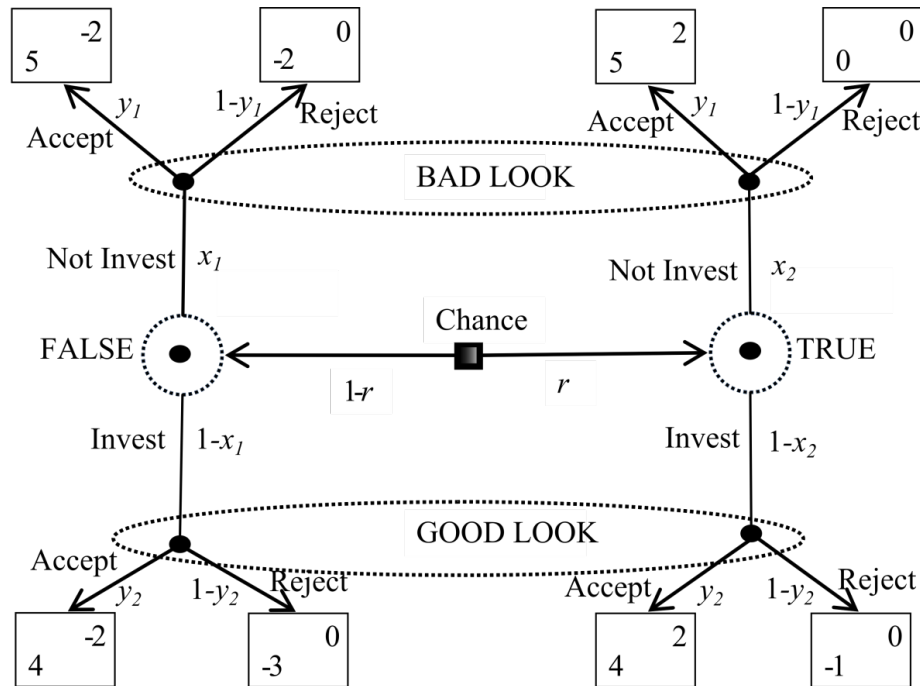 -2 0 2 0
5 -2 5 0
y1 1-y1 y1 1-y1
Accept Reject Accept Reject
BAD LOOK
Not Invest x1 Not Invest x2
Chance
FALSE TRUE
1-r r
Invest 1-x1 Invest 1-x2
GOOD LOOK
Accept Reject Accept Reject
y2 1-y2 y2 1-y2
-2 0 2 0
4 -3 4 -1